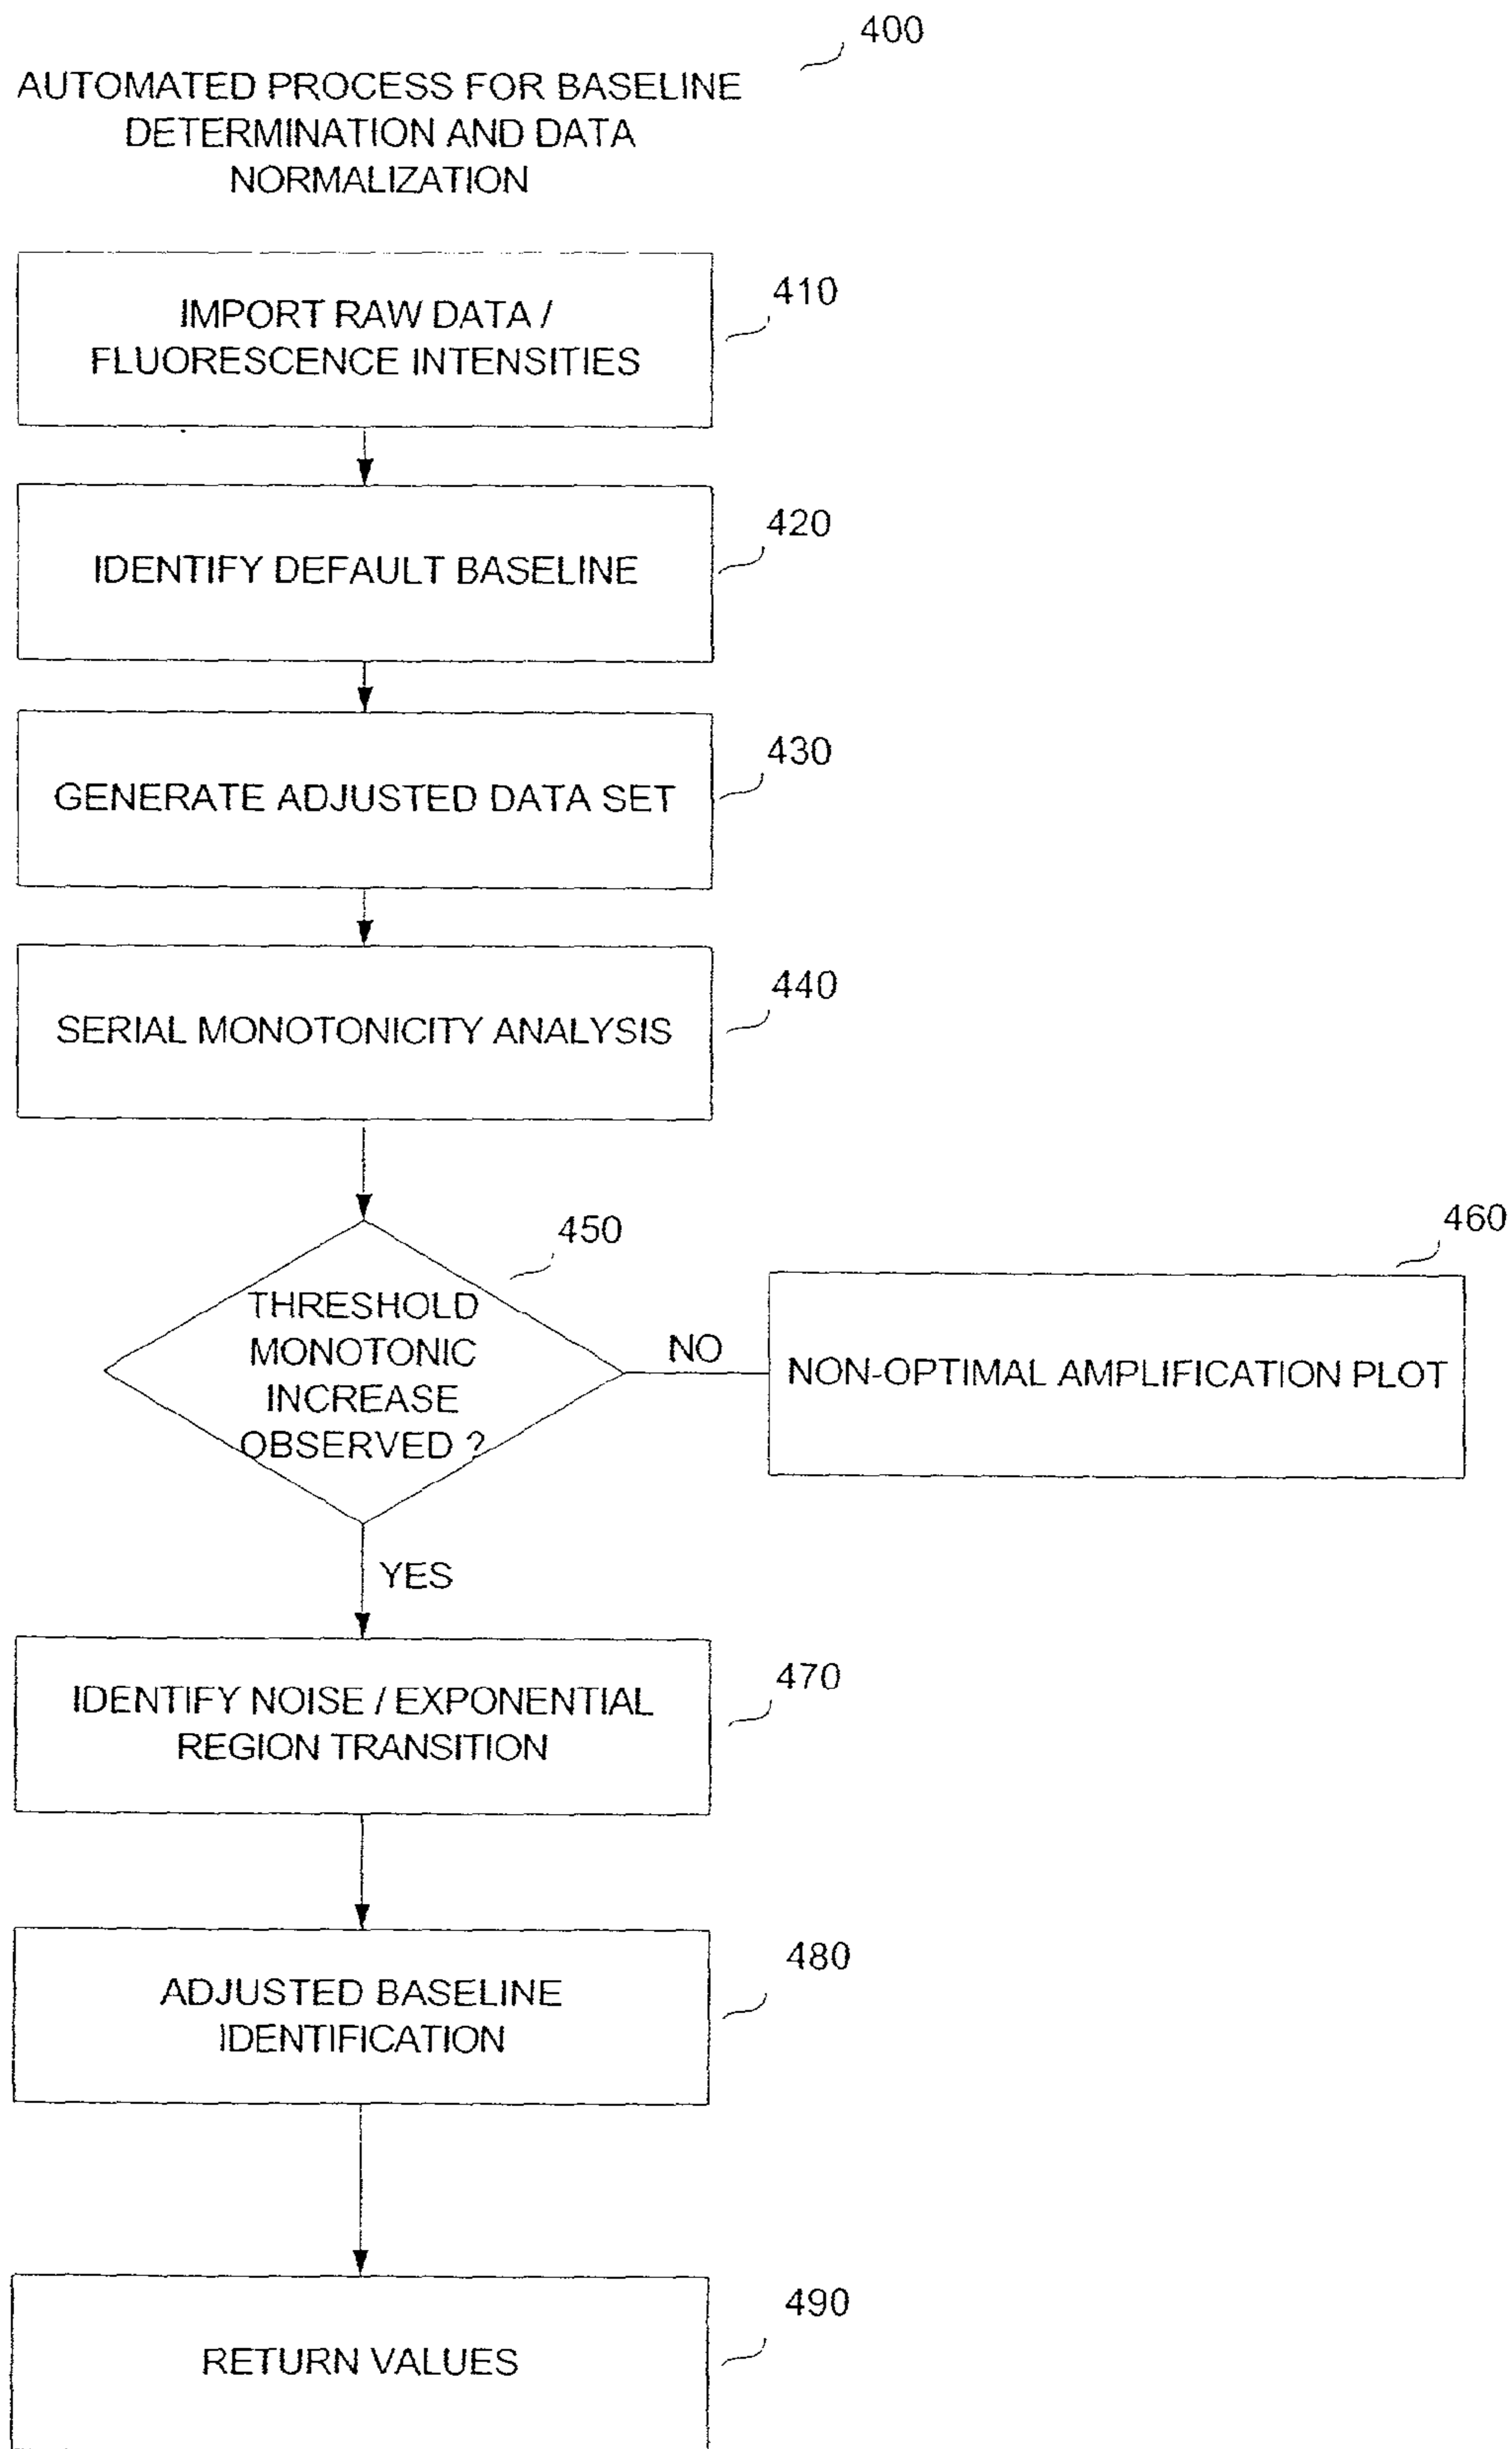 400
AUTOMATED PROCESS FOR BASELINE
DETERMINATION AND DATA
NORMALIZATION
IMPORT RAW DATA /
FLUORESCENCE INTENSITIES
410
IDENTIFY DEFAULT BASELINE
420
GENERATE ADJUSTED DATA SET
430
SERIAL MONOTONICITY ANALYSIS
440
THRESHOLD
MONOTONIC
INCREASE
OBSERVED ?
450
NO
NON-OPTIMAL AMPLIFICATION PLOT
460
YES
IDENTIFY NOISE / EXPONENTIAL
REGION TRANSITION
470
ADJUSTED BASELINE
IDENTIFICATION
480
RETURN VALUES
490